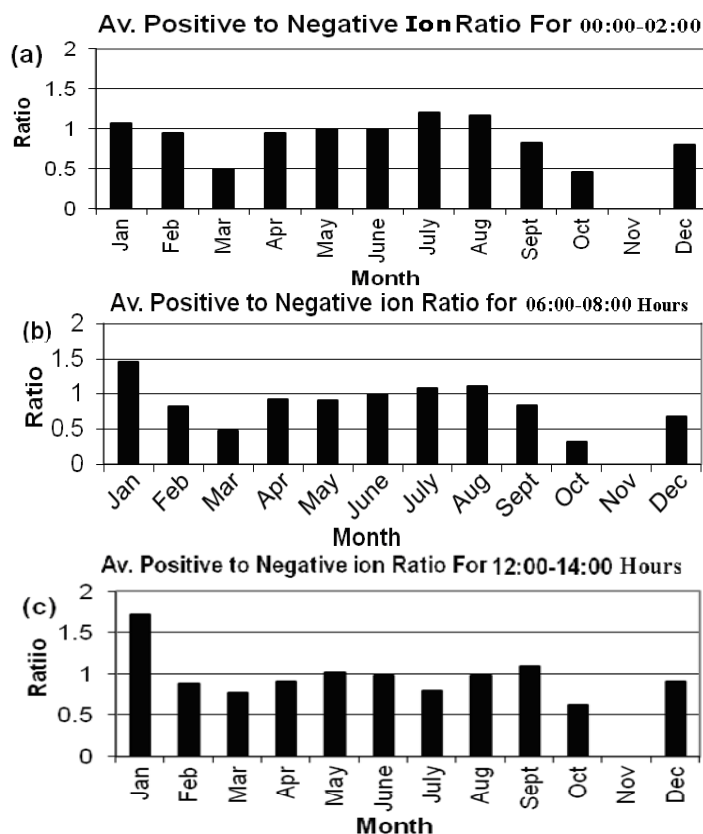 Av. Positive to Negative Ion Ratio For 00:00-02:00
(a)
Ratio
2
1.5
1
0.5
0
Jan Feb Mar Apr May June July Aug Sept Oct Nov Dec
Month
Av. Positive to Negative ion Ratio for 06:00-08:00 Hours
(b)
Ratio
2
1.5
1
0.5
0
Jan Feb Mar Apr May June July Aug Sept Oct Nov Dec
Month
Av. Positive to Negative ion Ratio For 12:00-14:00 Hours
(c)
Ratiio
2
1.5
1
0.5
0
Jan Feb Mar Apr May June July Aug Sept Oct Nov Dec
Month